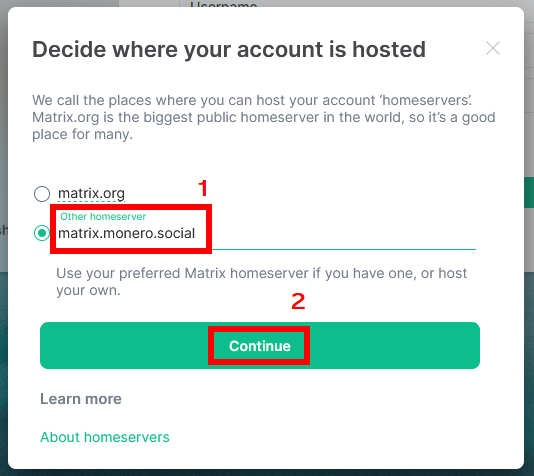 Username
Decide where your account is hosted
We call the places where you can host your account ‘homeservers’.
Matrix.org is the biggest public homeserver in the world, so it’s a good
place for many.
1
matrix.org
Other homeserver
matrix.monero.social
Use your preferred Matrix homeserver if you have one, or host
your own.
2
Continue
Learn more
About homeservers